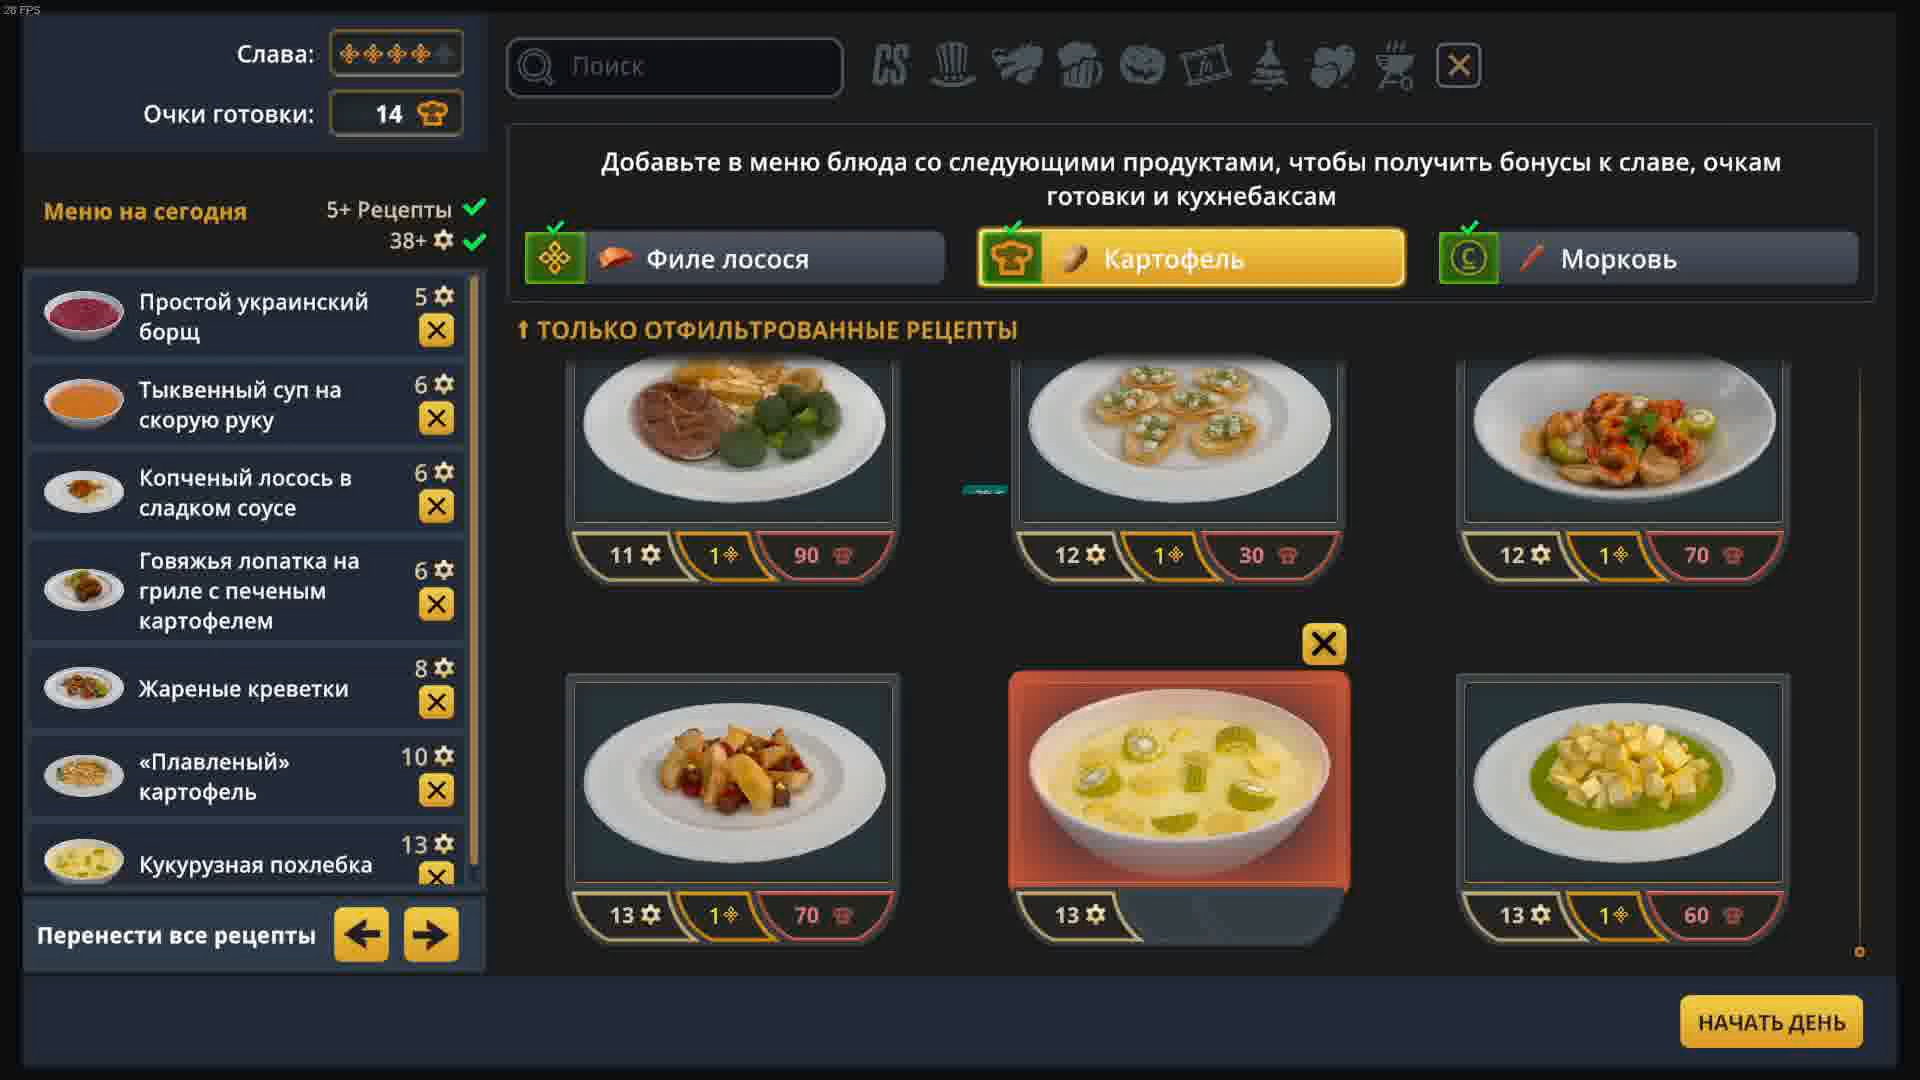 28 FPS
Слава:
Очки готовки:
14
Меню на сегодня
5+ Рецепты
38+
Простой украинский
борщ
5
Тыквенный суп на
скорую руку
6
Копченый лосось в
сладком соусе
6
Говяжья лопатка на
гриле с печеным
картофелем
6
Жареные креветки
8
«Плавленый»
картофель
10
Кукурузная похлебка
13
Перенести все рецепты
Поиск
CS
Добавьте в меню блюда со следующими продуктами, чтобы получить бонусы к славе, очкам
готовки и кухнебаксам
Филе лосося
Картофель
C
Морковь
ТОЛЬКО ОТФИЛЬТРОВАННЫЕ РЕЦЕПТЫ
11 1 90
12 1 30
12 1 70
13 1 70
13
13 1 60
НАЧАТЬ ДЕНЬ